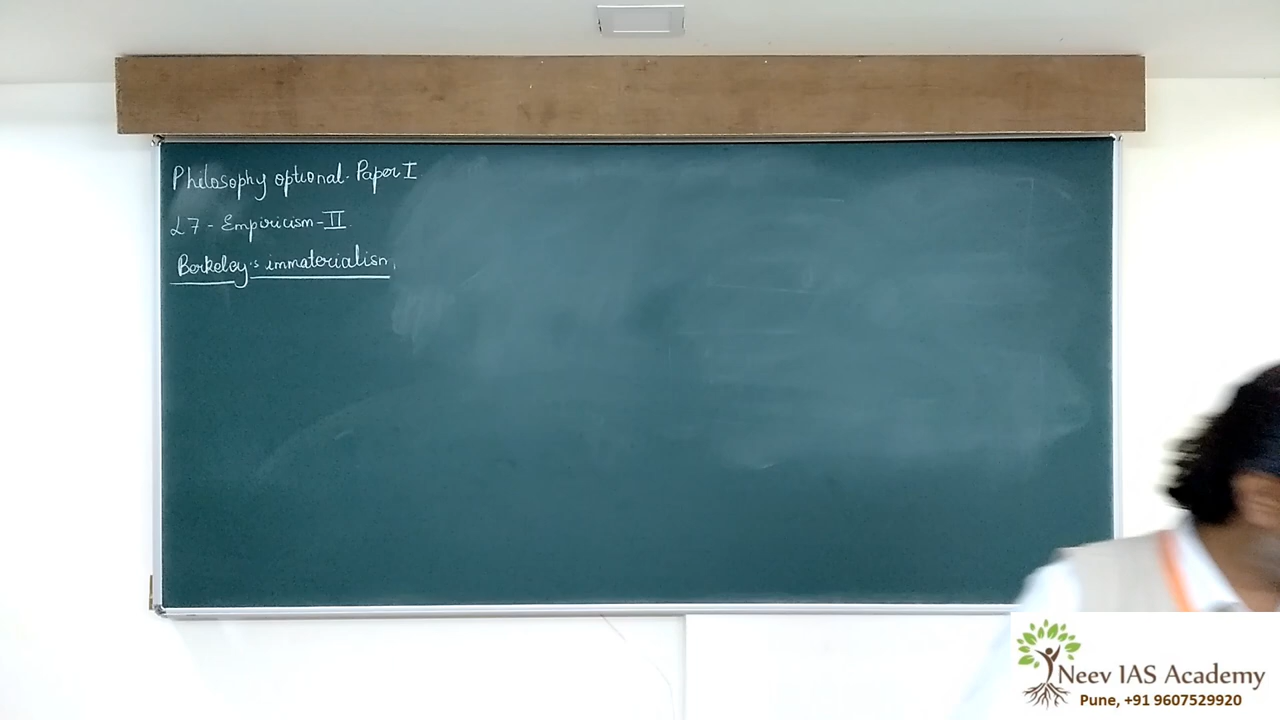 Philosophy optional. Paper I
L7 - Empiricism - II
Berkeley's immaterialism
Neev IAS Academy
Pune, +91 9607529920